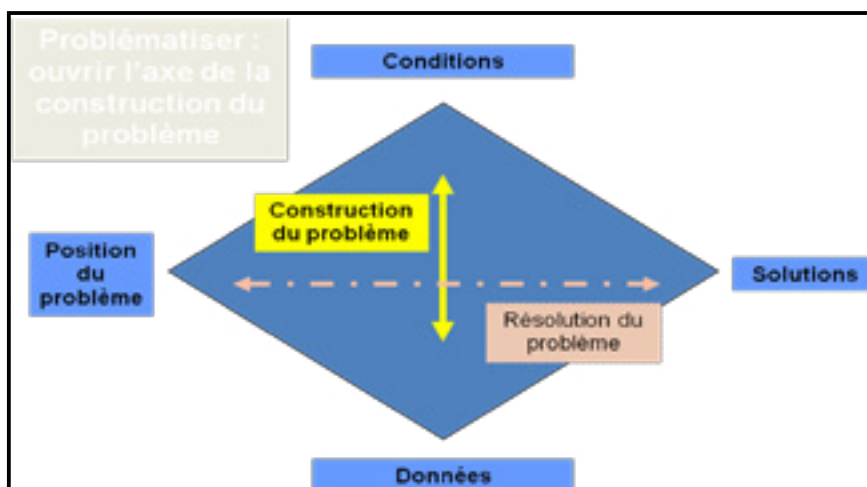 Problématiser :
ouvrir l'axe de la
construction du
problème
Conditions
Construction
du problème
Position
du
problème
Solutions
Résolution du
problème
Données